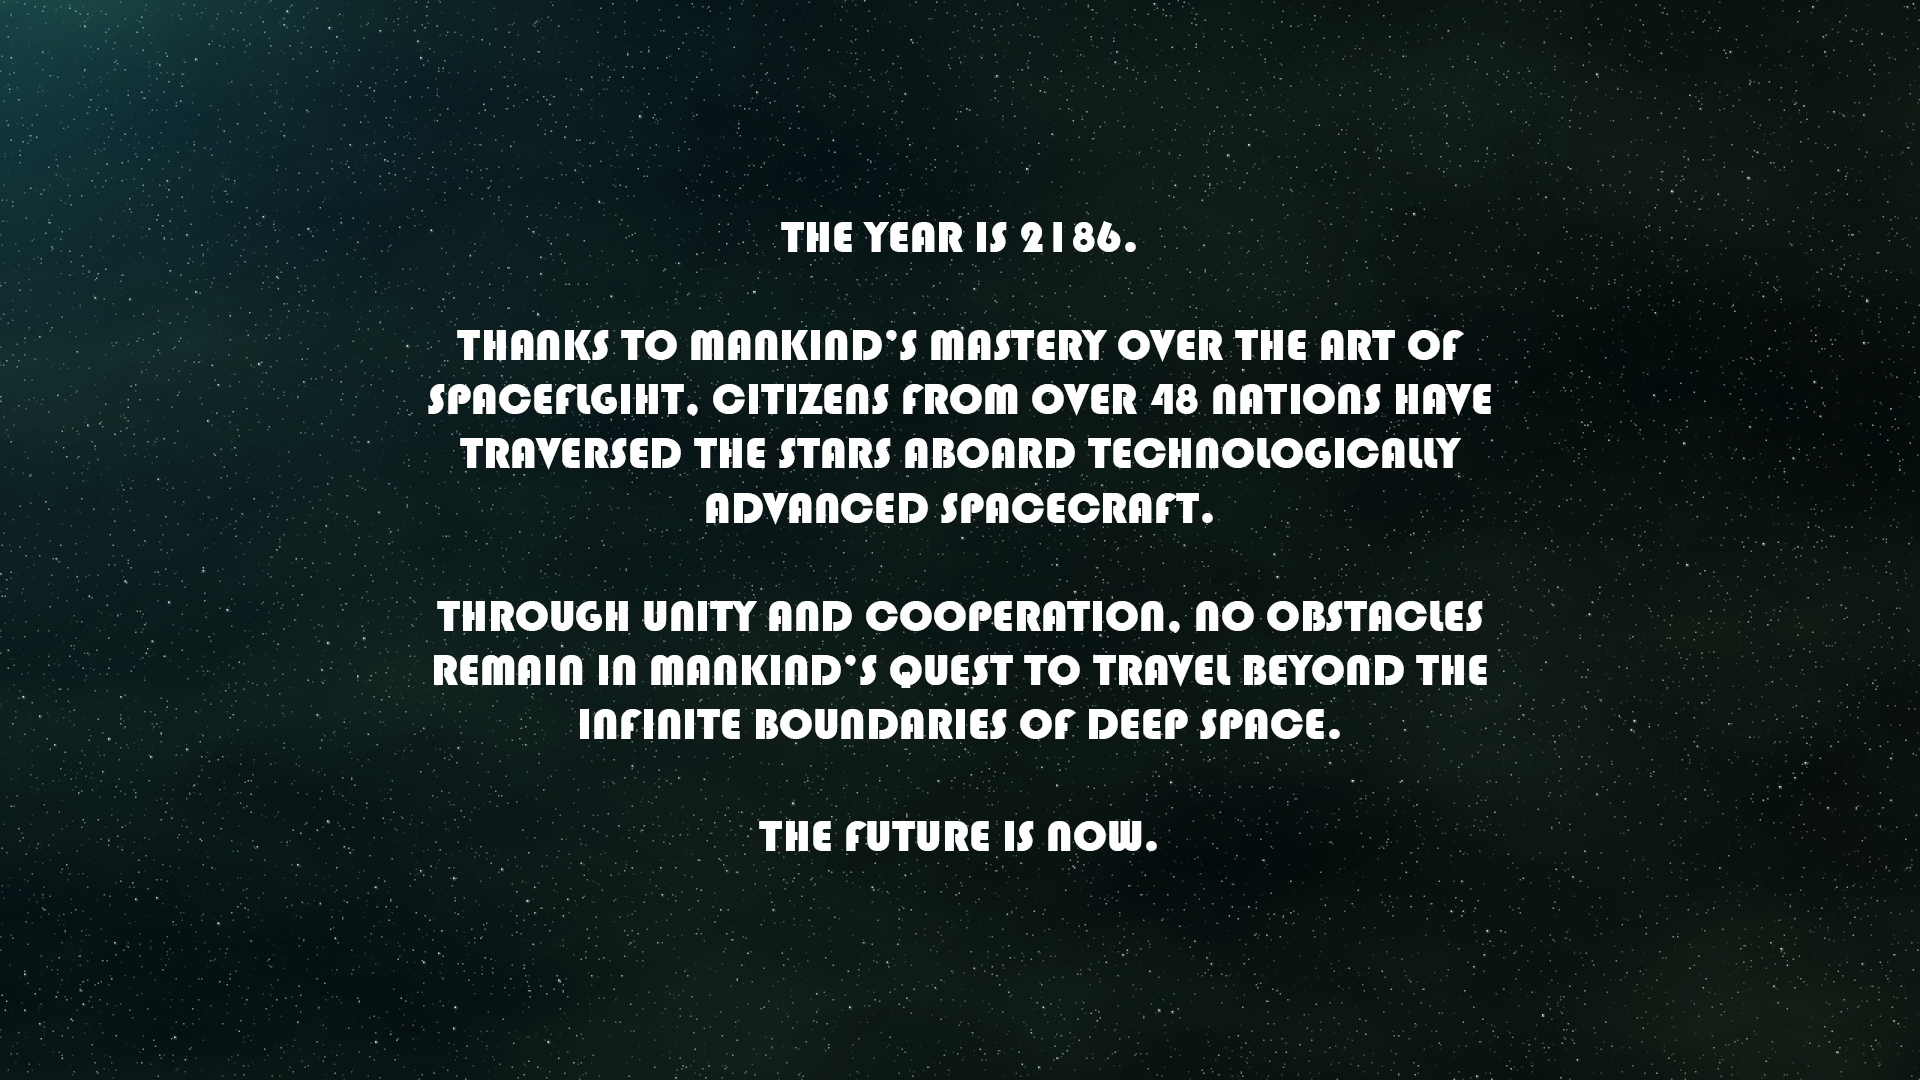 THE YEAR IS 2186.
THANKS TO MANKIND'S MASTERY OVER THE ART OF
SPACEFLGIHT, CITIZENS FROM OVER 48 NATIONS HAVE
TRAVERSED THE STARS ABOARD TECHNOLOGICALLY
ADVANCED SPACECRAFT.
THROUGH UNITY AND COOPERATION, NO OBSTACLES
REMAIN IN MANKIND'S QUEST TO TRAVEL BEYOND THE
INFINITE BOUNDARIES OF DEEP SPACE.
THE FUTURE IS NOW.